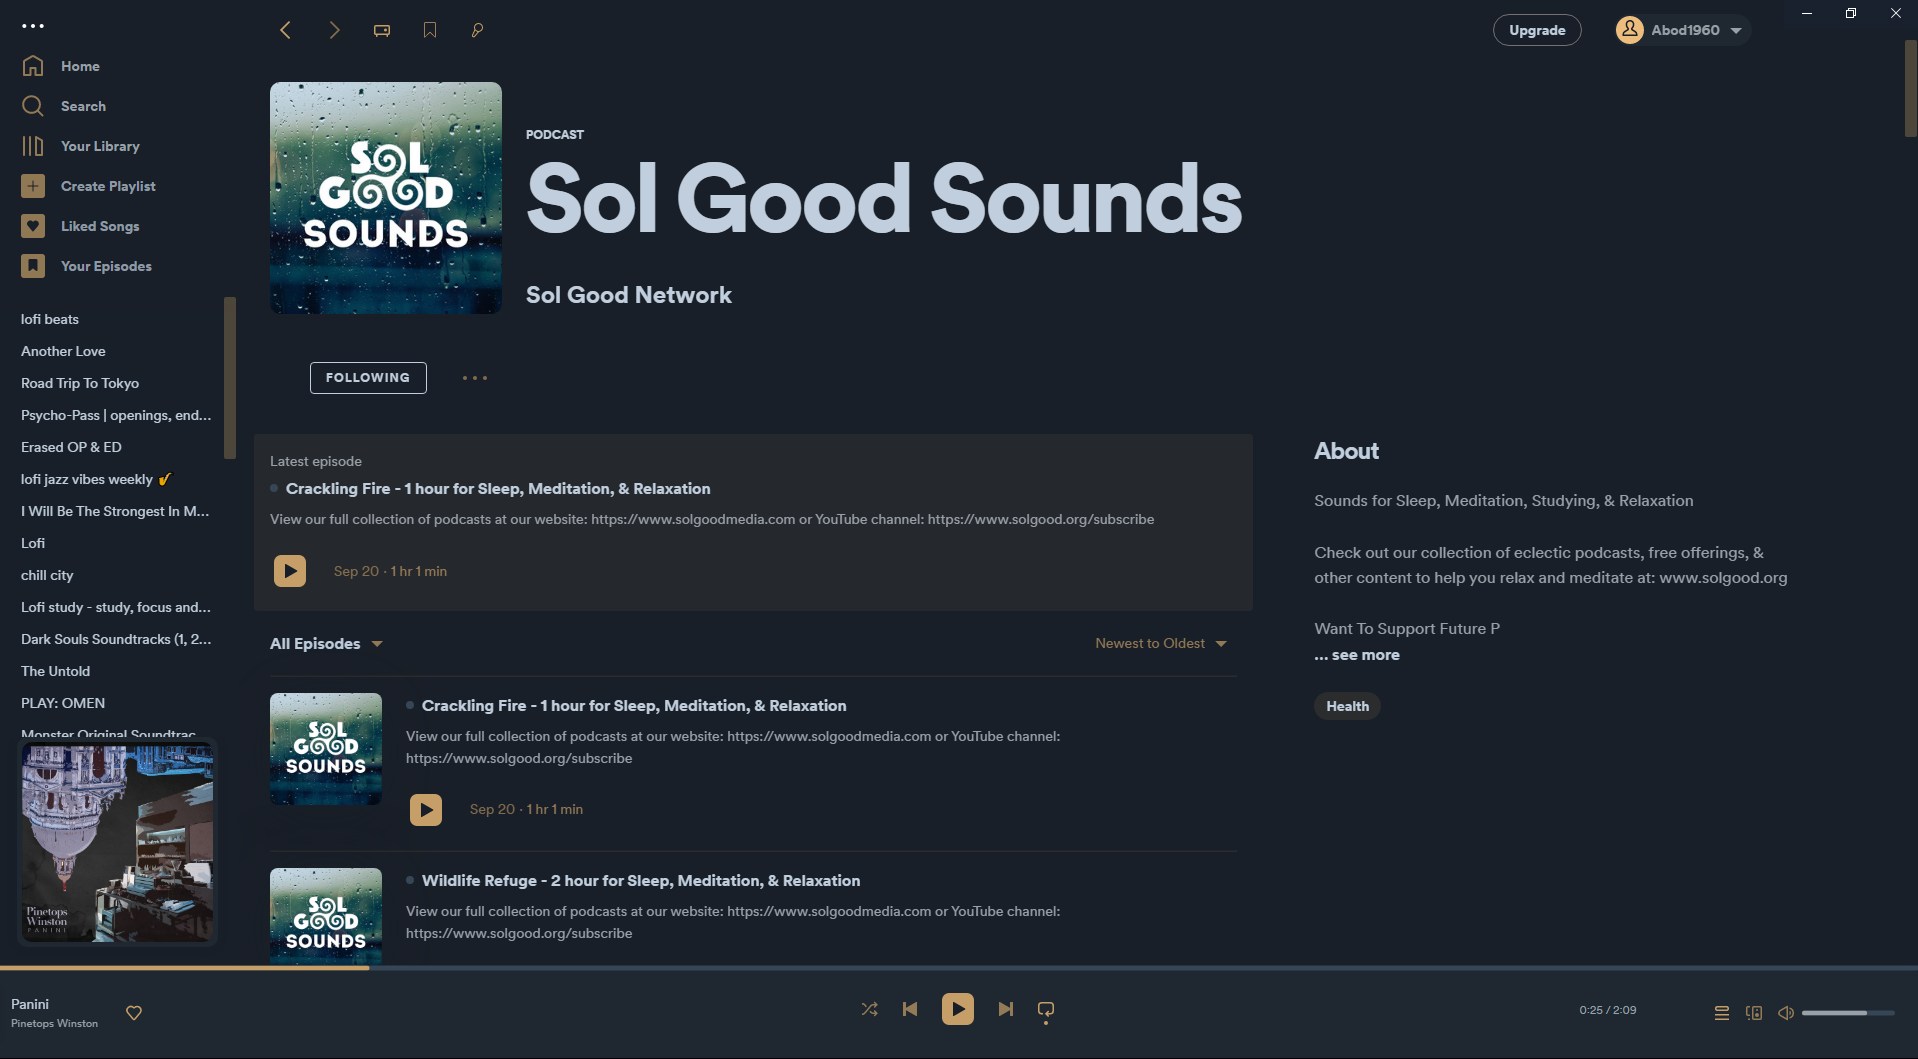 Home
Search
Your Library
Create Playlist
Liked Songs
Your Episodes
lofi beats
Another Love
Road Trip To Tokyo
Psycho-Pass | openings, end...
Erased OP & ED
lofi jazz vibes weekly 🎷
I Will Be The Strongest In M...
Lofi
chill city
Lofi study - study, focus and...
Dark Souls Soundtracks (1, 2...
The Untold
PLAY: OMEN
Monster Original Soundtrac
Pinetops
Winston
PANINI
Upgrade
Abod1960
SOL
GOOD
SOUNDS
PODCAST
Sol Good Sounds
Sol Good Network
FOLLOWING
Latest episode
Crackling Fire - 1 hour for Sleep, Meditation, & Relaxation
View our full collection of podcasts at our website: https://www.solgoodmedia.com or YouTube channel: https://www.solgood.org/subscribe
Sep 20 · 1 hr 1 min
All Episodes
Newest to Oldest
SOL
GOOD
SOUNDS
Crackling Fire - 1 hour for Sleep, Meditation, & Relaxation
View our full collection of podcasts at our website: https://www.solgoodmedia.com or YouTube channel:
https://www.solgood.org/subscribe
Sep 20 · 1 hr 1 min
SOL
GOOD
SOUNDS
Wildlife Refuge - 2 hour for Sleep, Meditation, & Relaxation
View our full collection of podcasts at our website: https://www.solgoodmedia.com or YouTube channel:
https://www.solgood.org/subscribe
About
Sounds for Sleep, Meditation, Studying, & Relaxation
Check out our collection of eclectic podcasts, free offerings, &
other content to help you relax and meditate at: www.solgood.org
Want To Support Future P
... see more
Health
Panini
Pinetops Winston
0:25 / 2:09